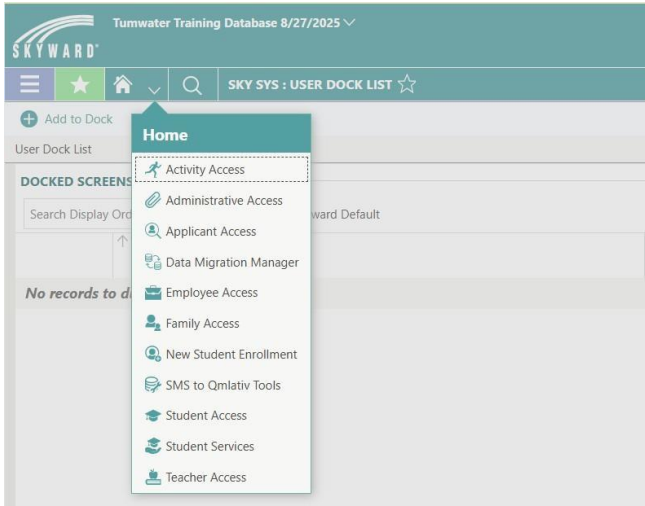 Tumwater Training Database 8/27/2025
SKYWARD®
SKY SYS : USER DOCK LIST
Add to Dock
User Dock List
DOCKED SCREENS
Search Display Ord
ward Default
No records to d
Home
Activity Access
Administrative Access
Applicant Access
Data Migration Manager
Employee Access
Family Access
New Student Enrollment
SMS to Qmlativ Tools
Student Access
Student Services
Teacher Access